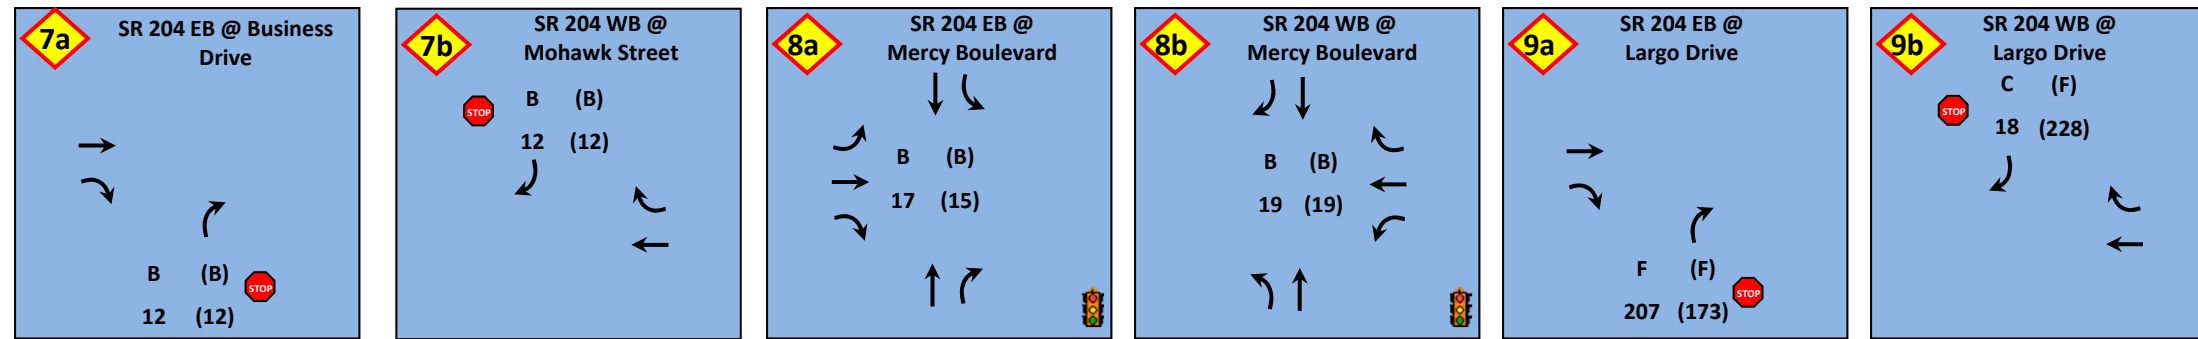 7a
SR 204 EB @ Business
Drive
B (B)
STOP
12 (12)
7b
SR 204 WB @
Mohawk Street
B (B)
STOP
12 (12)
8a
SR 204 EB @
Mercy Boulevard
B (B)
17 (15)
8b
SR 204 WB @
Mercy Boulevard
B (B)
19 (19)
9a
SR 204 EB @
Largo Drive
F (F)
STOP
207 (173)
9b
SR 204 WB @
Largo Drive
C (F)
STOP
18 (228)